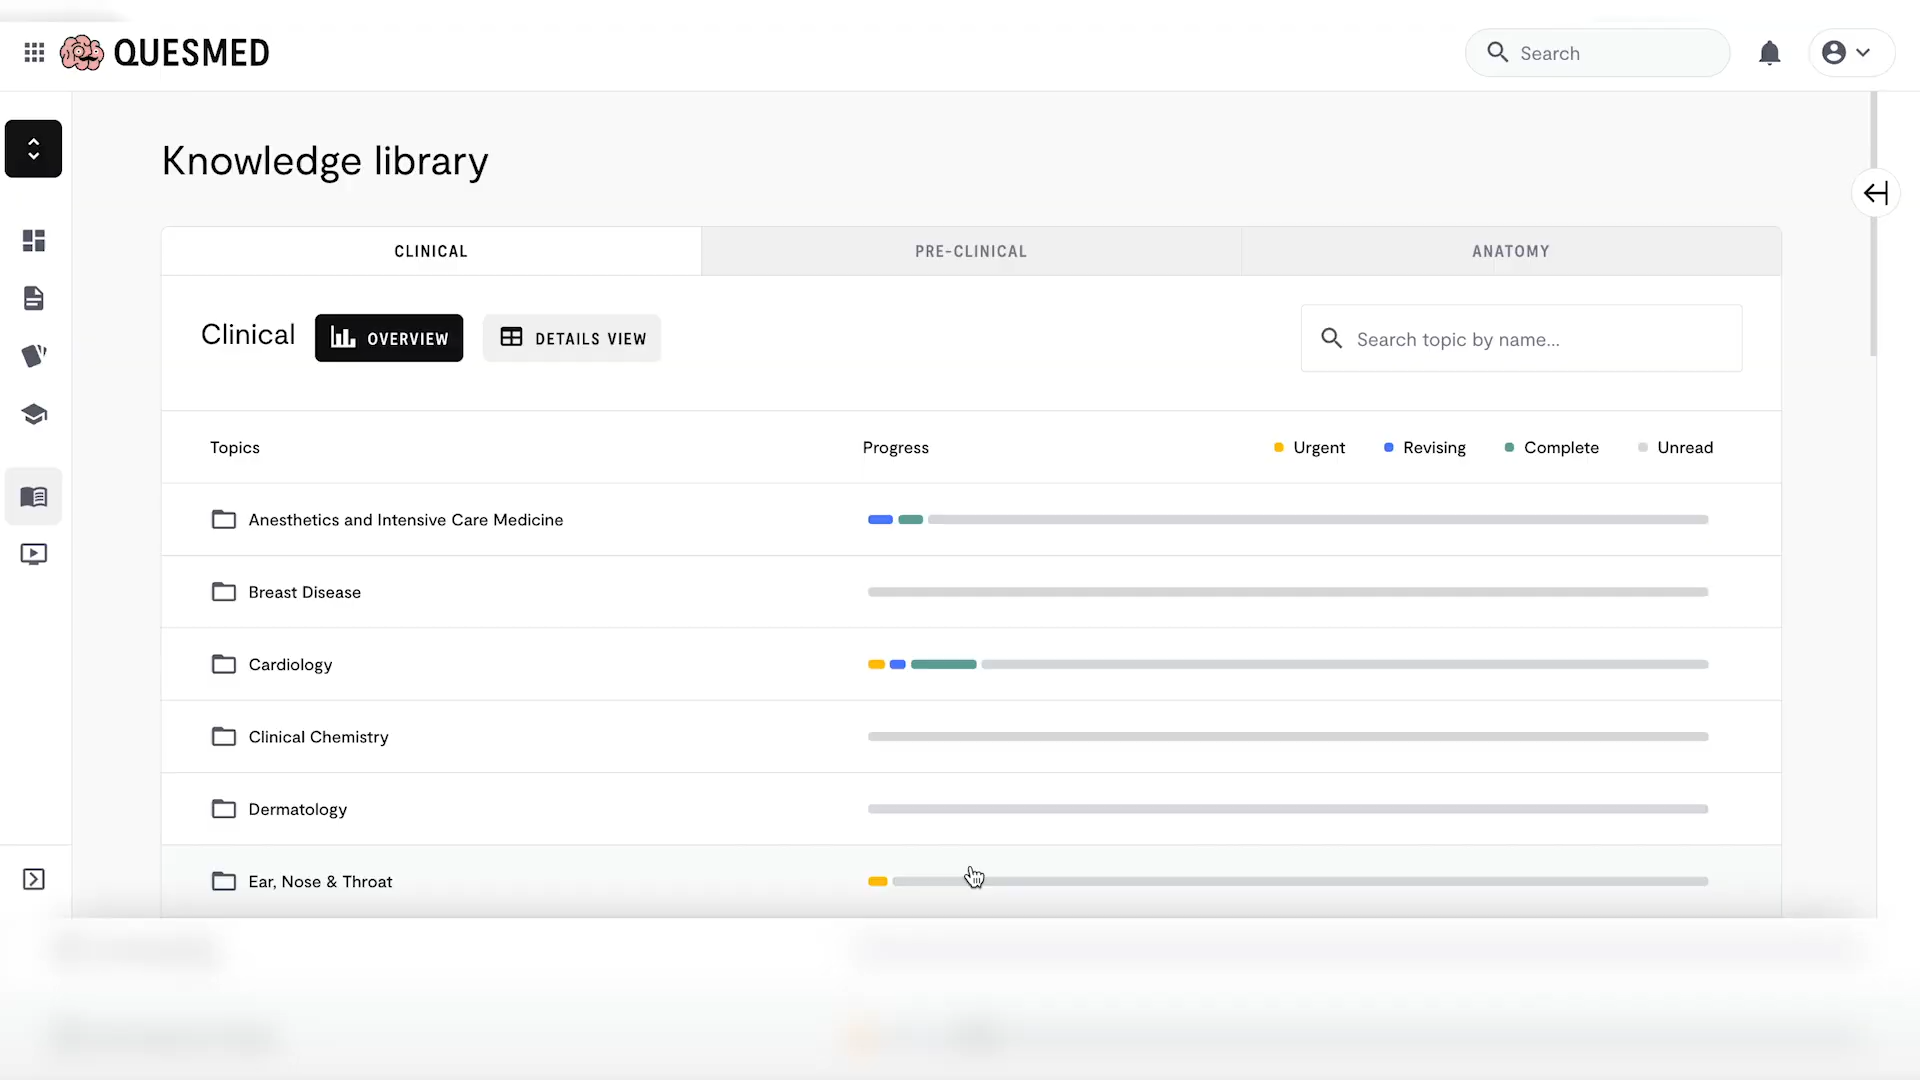 QUESMED
Search
Knowledge library
CLINICAL
PRE-CLINICAL
ANATOMY
Clinical
OVERVIEW
DETAILS VIEW
Search topic by name...
Topics
Progress
Urgent
Revising
Complete
Unread
Anesthetics and Intensive Care Medicine
Breast Disease
Cardiology
Clinical Chemistry
Dermatology
Ear, Nose & Throat